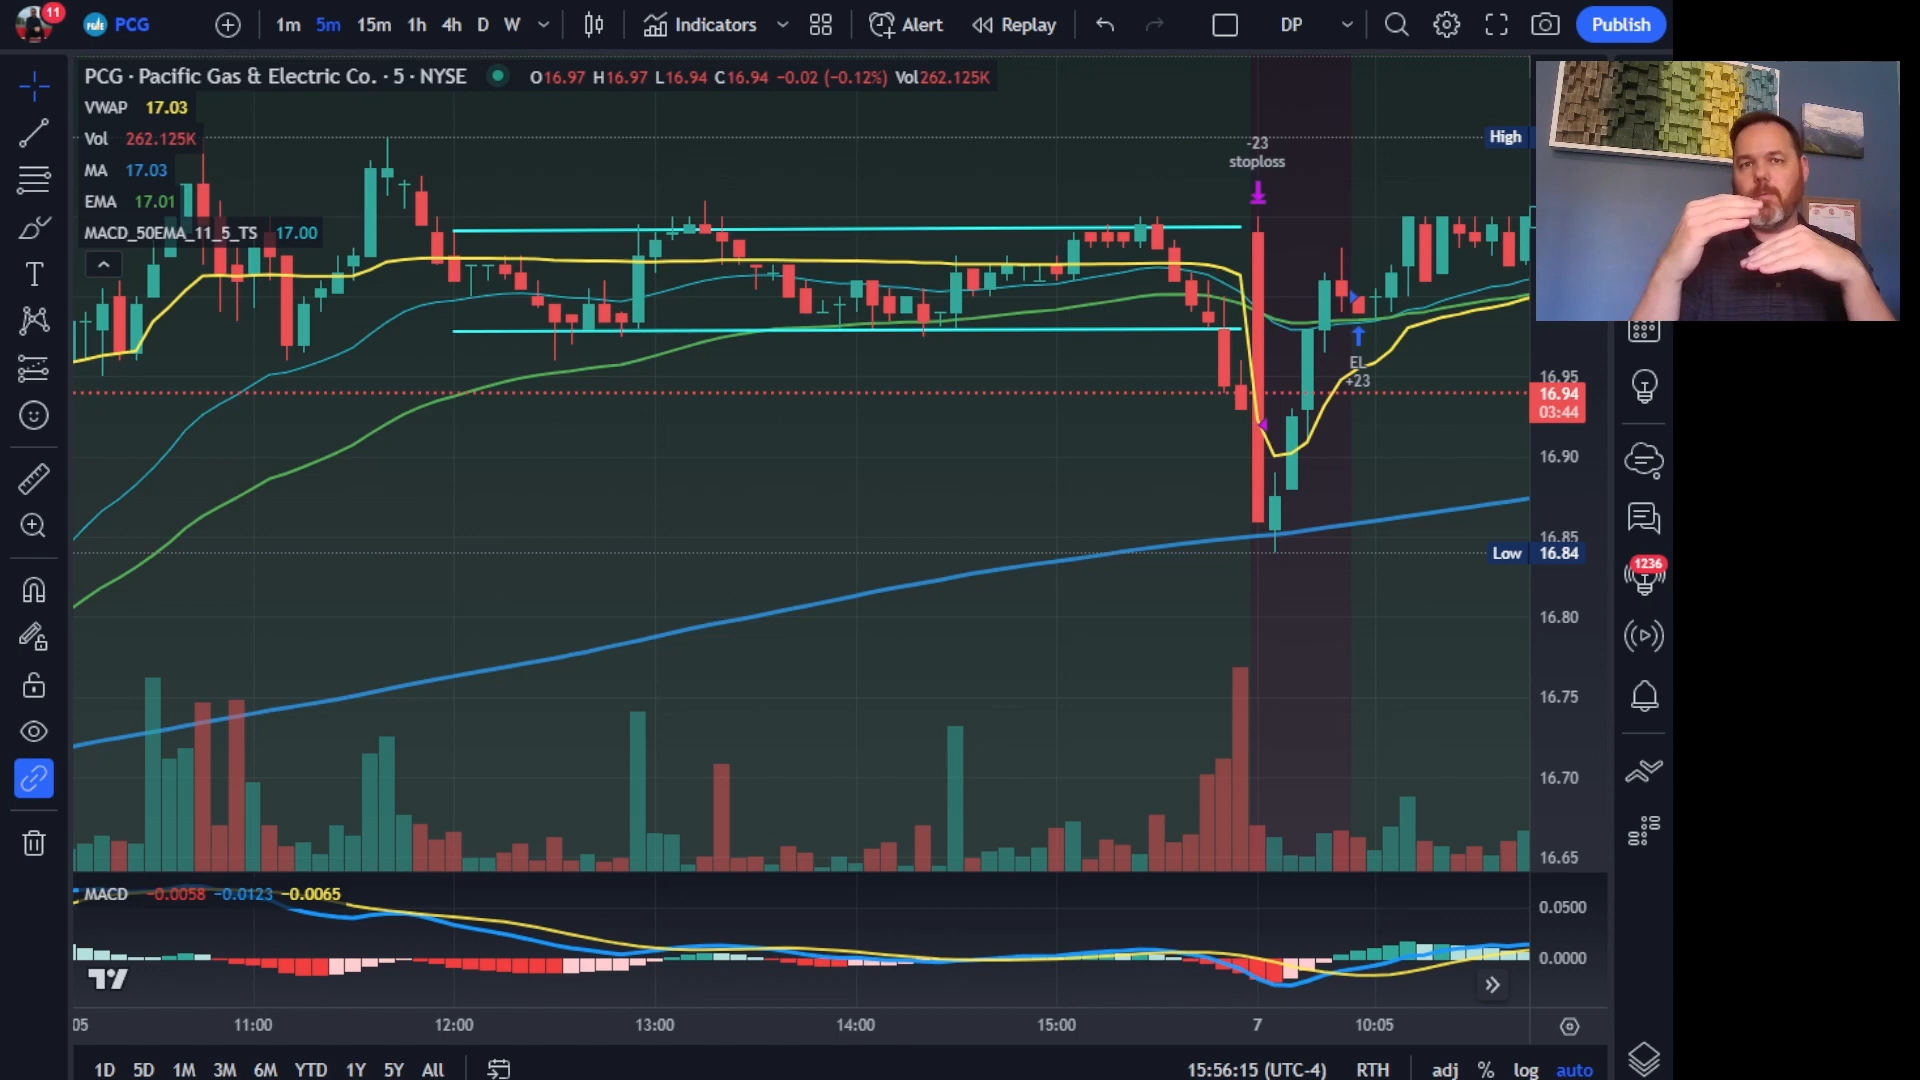 11
PCG
1m 5m 15m 1h 4h D W
Indicators
Alert
Replay
DP
Publish
PCG · Pacific Gas & Electric Co. · 5 · NYSE
O16.97 H16.97 L16.94 C16.94 −0.02 (−0.12%) Vol262.125K
VWAP 17.03
Vol 262.125K
MA 17.03
EMA 17.01
MACD_50EMA_11_5_TS 17.00
High
-23
stoploss
EL
+23
16.95
16.94
03:44
16.90
16.85
Low 16.84
16.80
16.75
16.70
16.65
1236
MACD −0.0058 −0.0123 −0.0065
0.0500
0.0000
:05 11:00 12:00 13:00 14:00 15:00 7 10:05
1D 5D 1M 3M 6M YTD 1Y 5Y All
15:56:15 (UTC-4) RTH adj % log auto